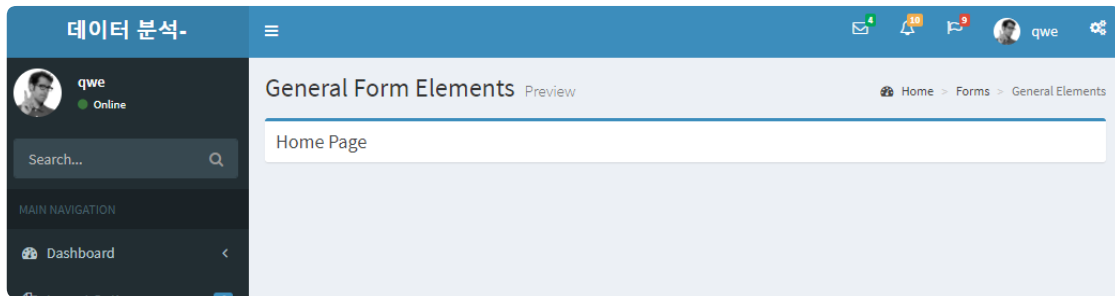 데이터 분석-
4
10
9
qwe
qwe
Online
General Form Elements Preview
Home > Forms > General Elements
Home Page
Search...
MAIN NAVIGATION
Dashboard